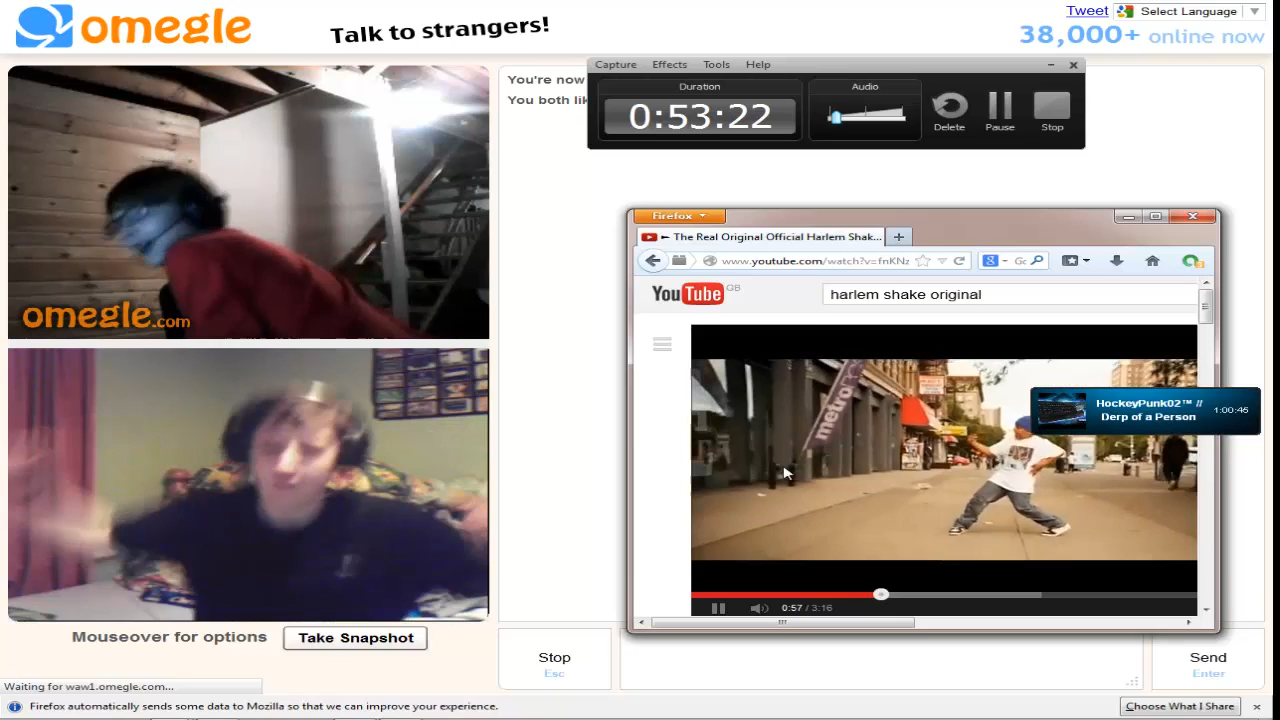 omegle
Talk to strangers!
Tweet
Select Language
38,000+ online now
You're now
You both lik
Capture Effects Tools Help
Duration
0:53:22
Audio
Delete
Pause
Stop
omegle.com
Firefox
The Real Original Official Harlem Shak...
www.youtube.com/watch?v=fnKNz
YouTube GB
harlem shake original
metro
HockeyPunk02™ //
Derp of a Person
1:00:46
0:57 / 3:16
Mouseover for options
Take Snapshot
Stop
Esc
Send
Enter
Waiting for waw1.omegle.com...
Firefox automatically sends some data to Mozilla so that we can improve your experience.
Choose What I Share